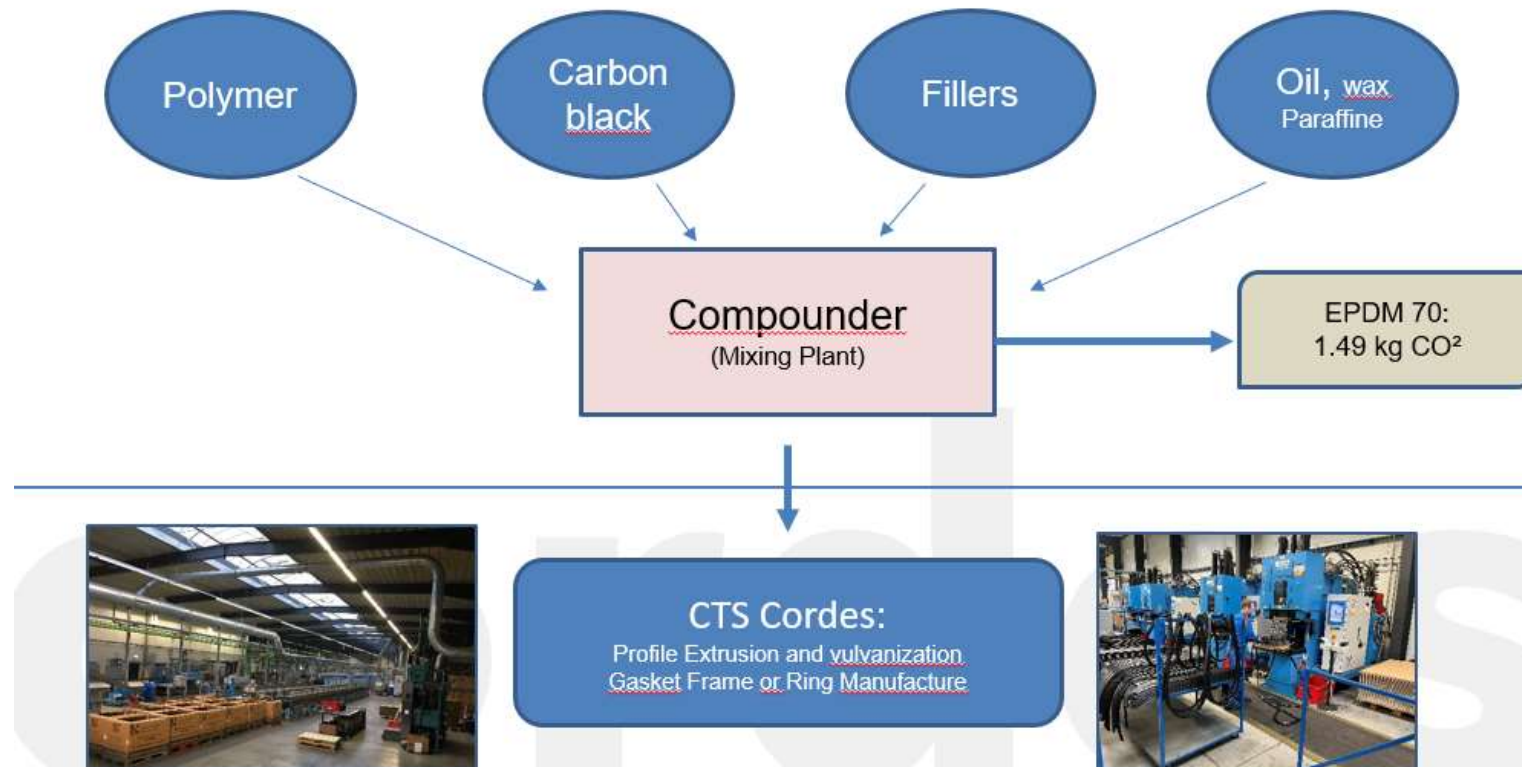 Polymer
Carbon
black
Fillers
Oil, wax
Paraffine
Compounder
(Mixing Plant)
EPDM 70:
1.49 kg CO²
CTS Cordes:
Profile Extrusion and vulvanization
Gasket Frame or Ring Manufacture